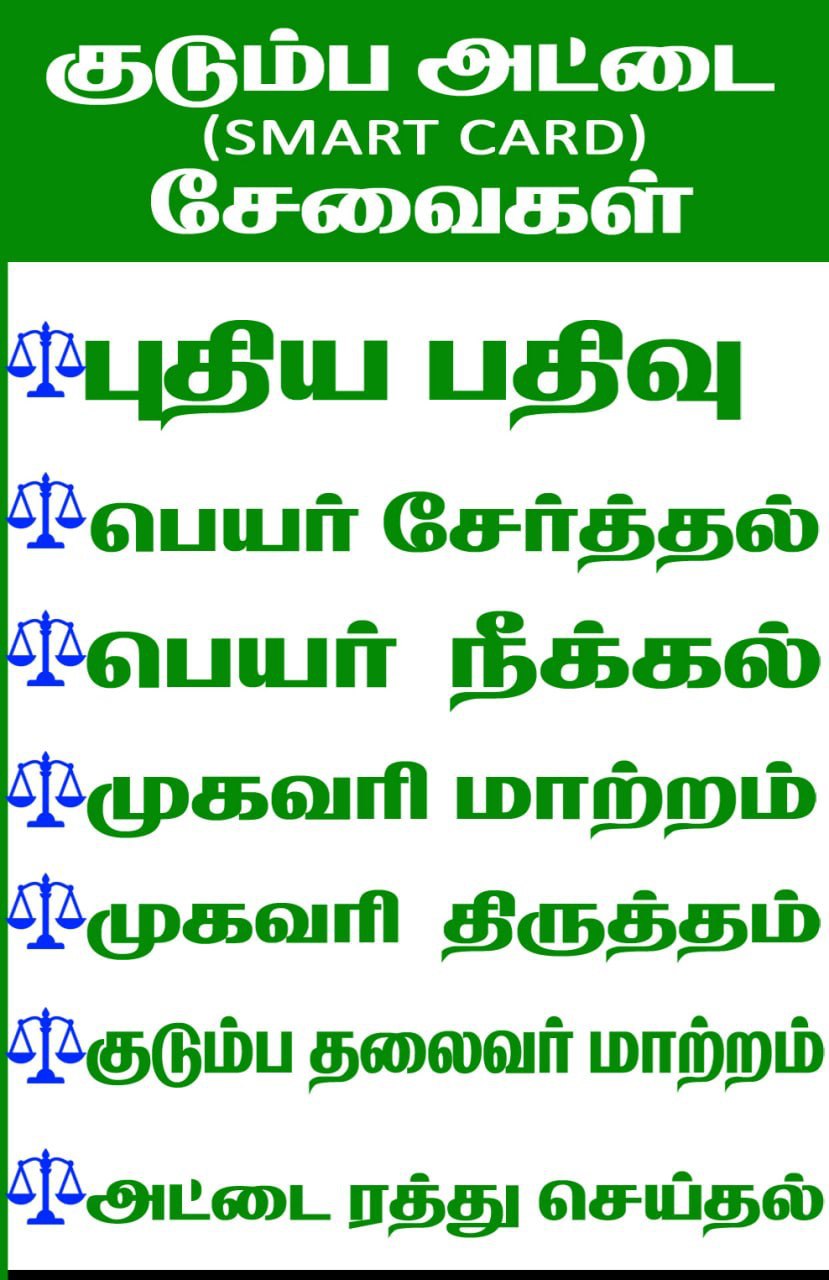 குடும்ப அட்டை
(SMART CARD)
சேவைகள்
புதிய பதிவு
பெயர் சேர்த்தல்
பெயர் நீக்கல்
முகவரி மாற்றம்
முகவரி திருத்தம்
குடும்ப தலைவர் மாற்றம்
அட்டை ரத்து செய்தல்